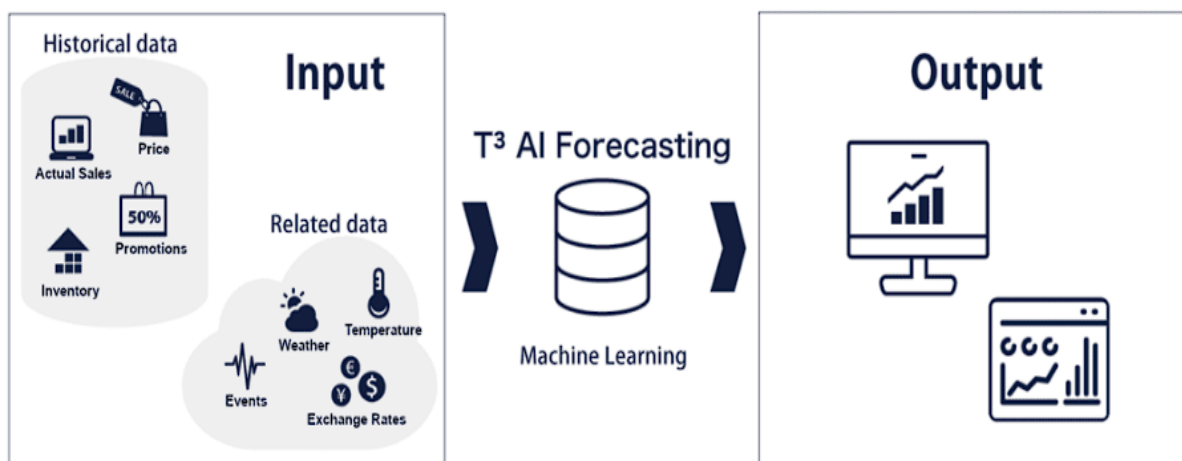 Historical data
Input
SALE
Price
Actual Sales
50%
Promotions
Inventory
Related data
Temperature
Weather
Events
€
¥
$
Exchange Rates
T³ AI Forecasting
Machine Learning
Output